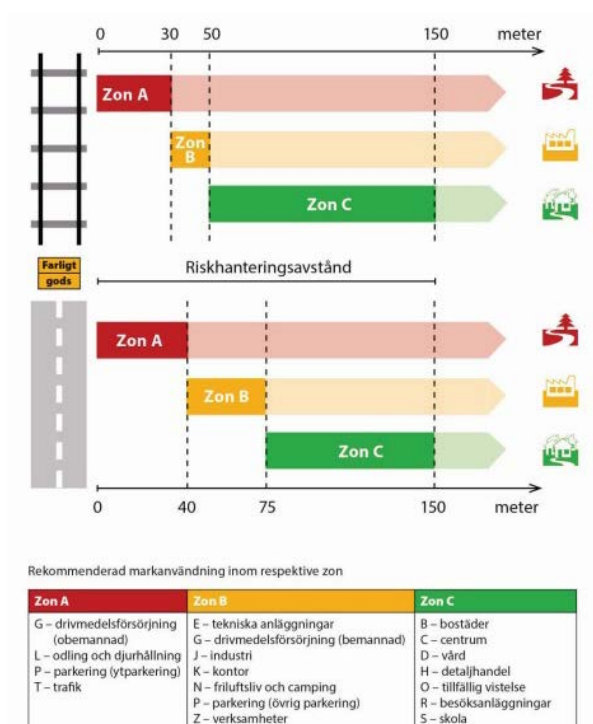 0 30 50 150 meter
Zon A
Zon
B
Zon C
Farligt
gods
Riskhanteringsavstånd
Zon A
Zon B
Zon C
0 40 75 150 meter
Rekommenderad markanvändning inom respektive zon
Zon A
G – drivmedelsförsörjning
(obemannad)
L – odling och djurhållning
P – parkering (ytparkering)
T – trafik
Zon B
E – tekniska anläggningar
G – drivmedelsförsörjning (bemannad)
J – industri
K – kontor
N – friluftsliv och camping
P – parkering (övrig parkering)
Z – verksamheter
Zon C
B – bostäder
C – centrum
D – vård
H – detaljhandel
O – tillfällig vistelse
R – besöksanläggningar
S – skola